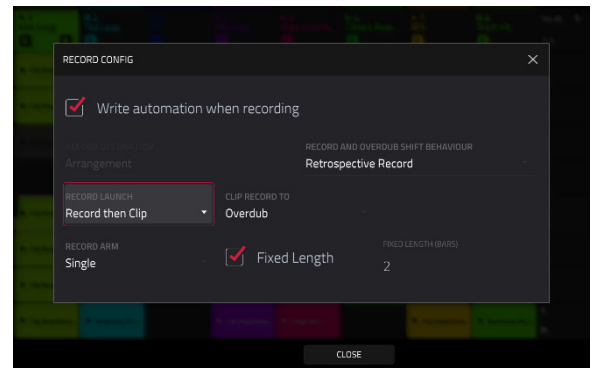 RECORD CONFIG
Write automation when recording
RECORD AND OVERDUB SHIFT BEHAVIOUR
Arrangement
Retrospective Record
RECORD LAUNCH
CLIP RECORD TO
Record then Clip
Overdub
RECORD ARM
FIXED LENGTH (BARS)
Single
Fixed Length
2
CLOSE